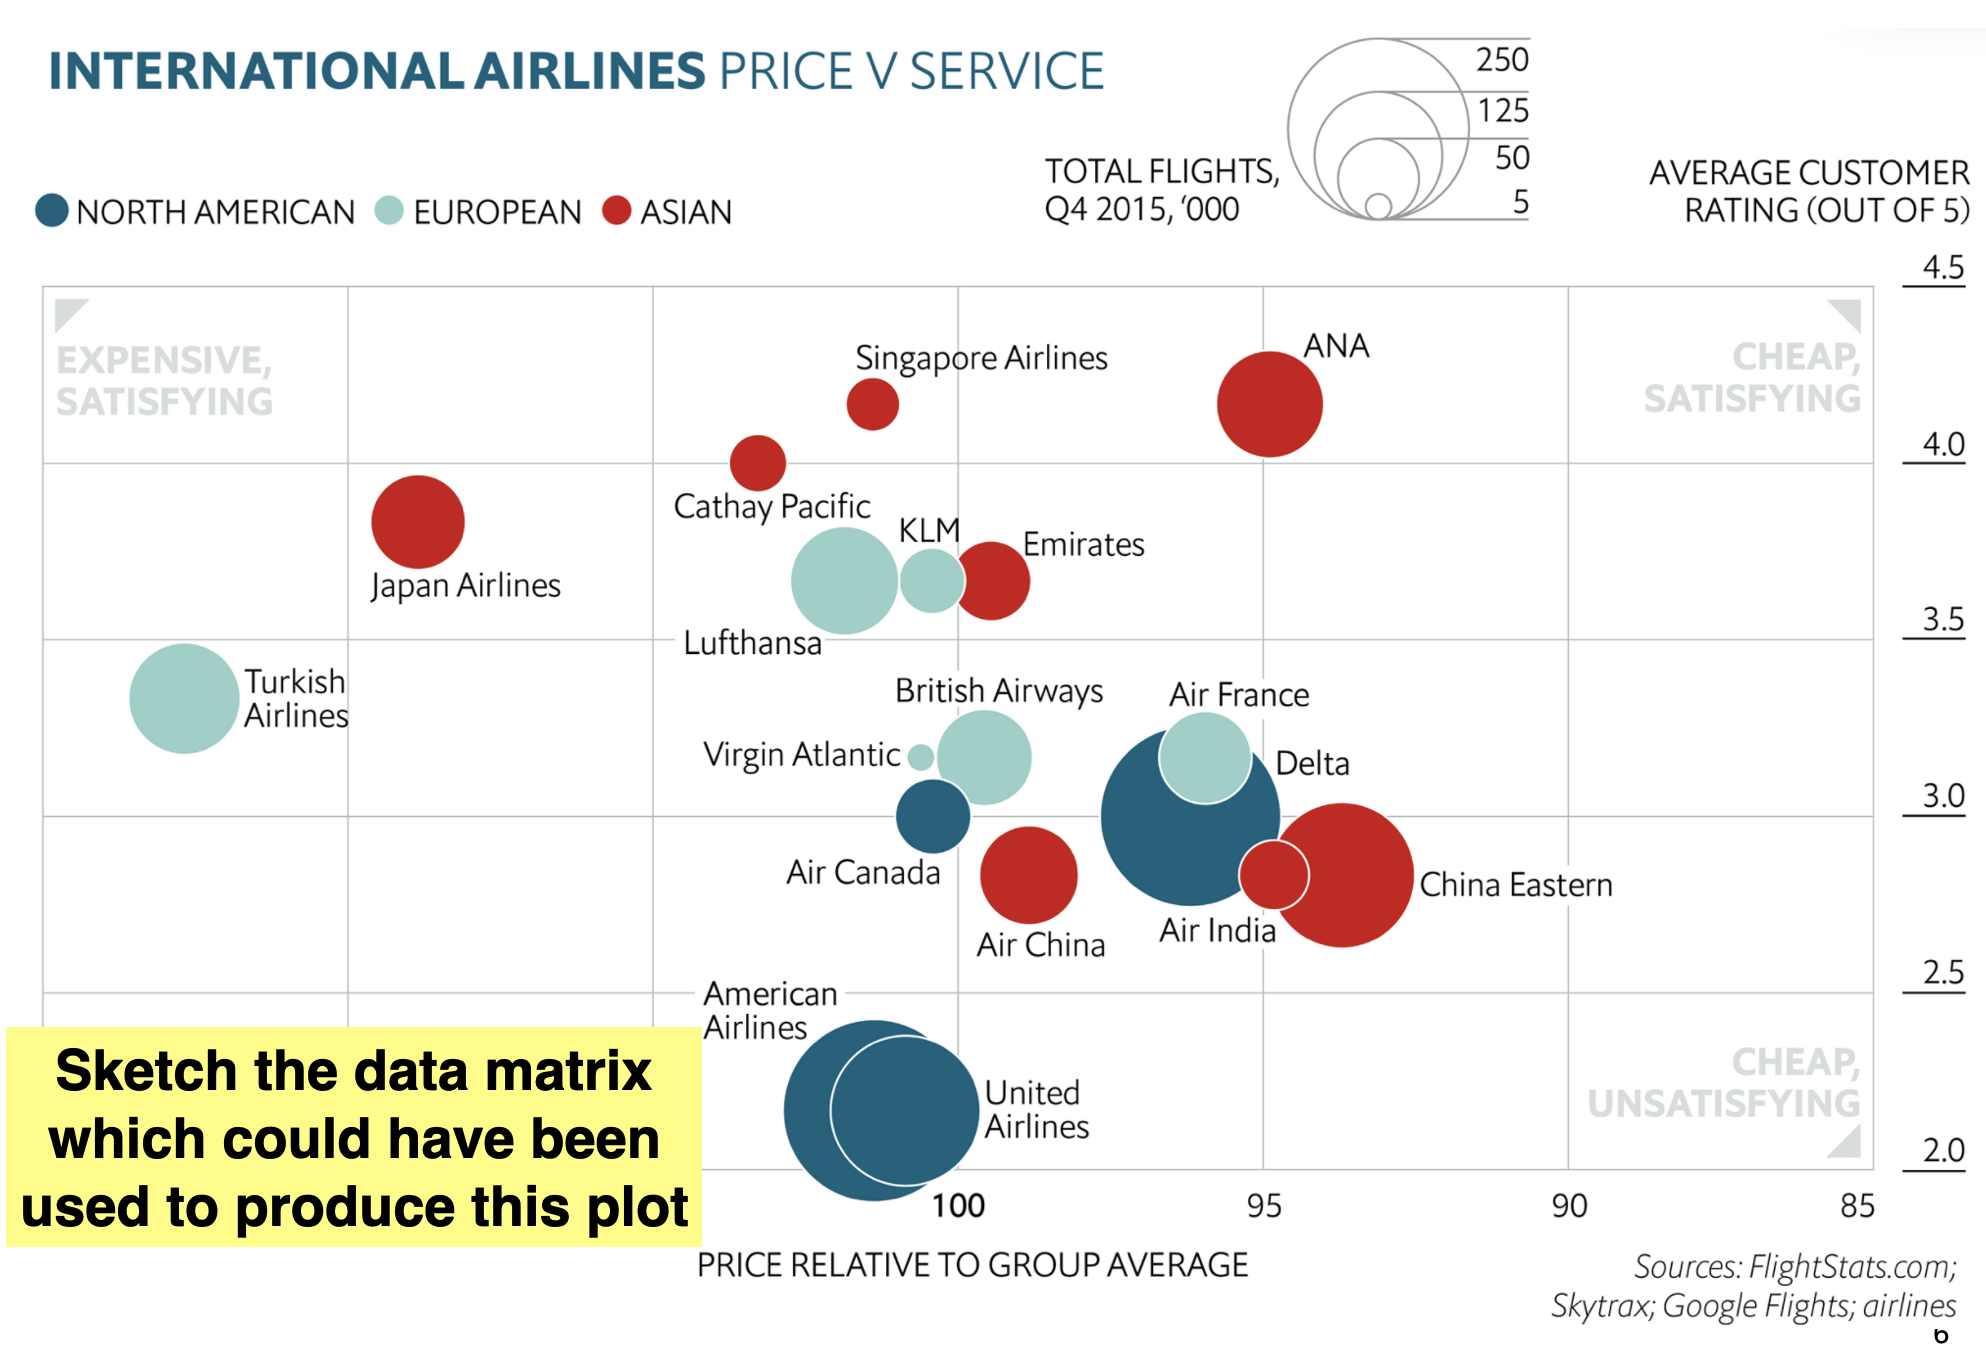 INTERNATIONAL AIRLINES PRICE V SERVICE
NORTH AMERICAN
EUROPEAN
ASIAN
TOTAL FLIGHTS,
Q4 2015, ‘000
250
125
50
5
AVERAGE CUSTOMER
RATING (OUT OF 5)
4.5
4.0
3.5
3.0
2.5
2.0
EXPENSIVE,
SATISFYING
CHEAP,
SATISFYING
Singapore Airlines
ANA
Cathay Pacific
KLM
Emirates
Japan Airlines
Lufthansa
Turkish
Airlines
British Airways
Air France
Virgin Atlantic
Delta
Air Canada
China Eastern
Air India
Air China
American
Airlines
United
Airlines
CHEAP,
UNSATISFYING
Sketch the data matrix
which could have been
used to produce this plot
100
95
90
85
PRICE RELATIVE TO GROUP AVERAGE
Sources: FlightStats.com;
Skytrax; Google Flights; airlines
6